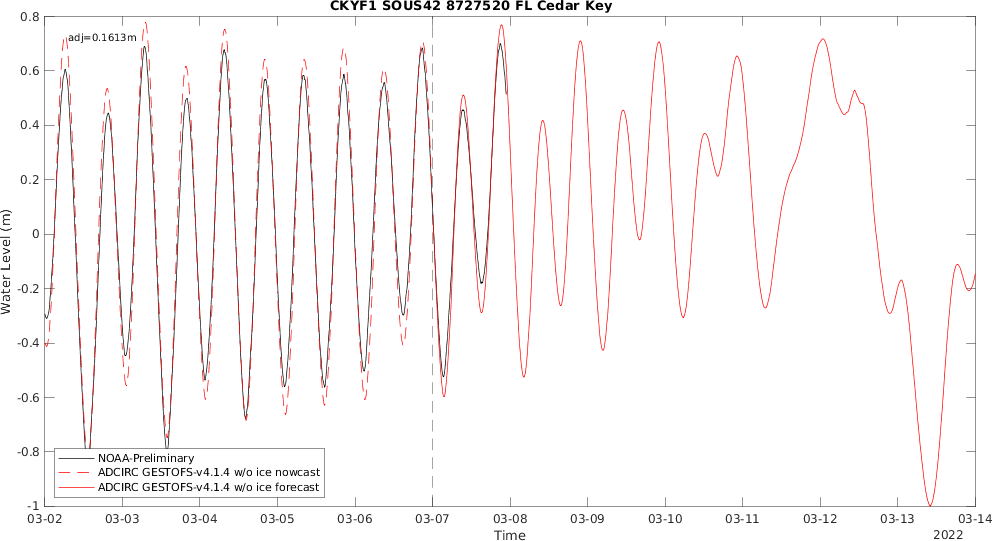 CKYF1 SOUS42 8727520 FL Cedar Key
adj=0.1613m
0.8
0.6
0.4
0.2
0
-0.2
-0.4
-0.6
-0.8
-1
Water Level (m)
NOAA-Preliminary
ADCIRC GESTOFS-v4.1.4 w/o ice nowcast
ADCIRC GESTOFS-v4.1.4 w/o ice forecast
03-02 03-03 03-04 03-05 03-06 03-07 03-08 03-09 03-10 03-11 03-12 03-13 03-14
Time
2022